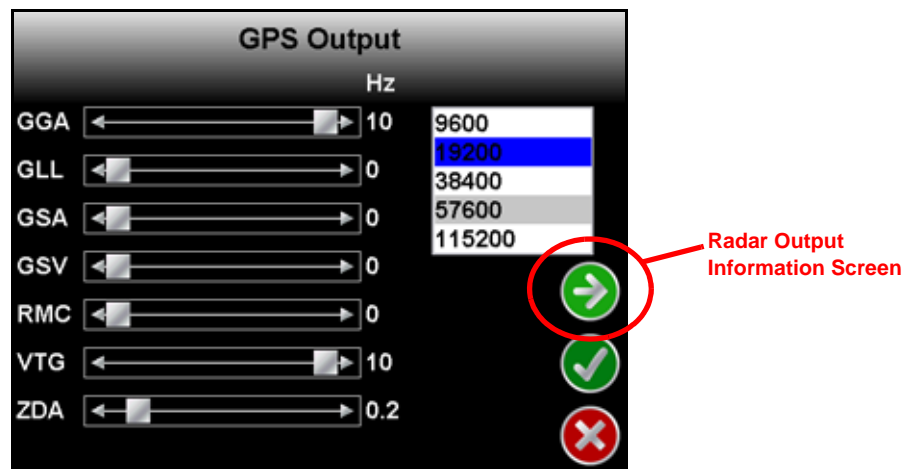 GPS Output
Hz
GGA 10
GLL 0
GSA 0
GSV 0
RMC 0
VTG 10
ZDA 0.2
9600
19200
38400
57600
115200
Radar Output
Information Screen